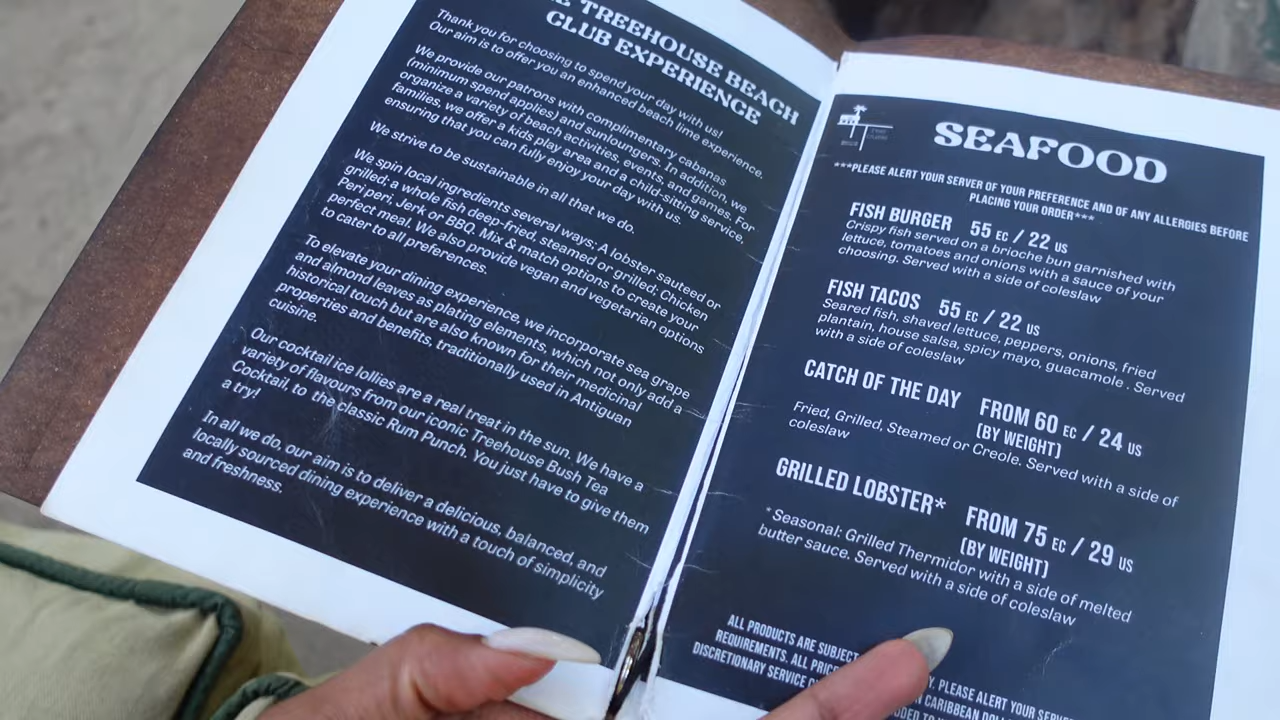 TREEHOUSE BEACH
CLUB EXPERIENCE
Thank you for choosing to spend your day with us!
Our aim is to offer you an enhanced beach lime experience.
We provide our patrons with complimentary cabanas
(minimum spend applies) and sunloungers. In addition, we
organize a variety of beach activities, events, and games. For
families, we offer a kids play area and a child-sitting service,
ensuring that you can fully enjoy your day with us.
We strive to be sustainable in all that we do.
We spin local ingredients several ways; A lobster sauteed or
grilled; a whole fish deep-fried, steamed or grilled; Chicken
Peri peri, Jerk or BBQ. Mix & match options to create your
perfect meal. We also provide vegan and vegetarian options
to cater to all preferences.
To elevate your dining experience, we incorporate sea grape
and almond leaves as plating elements, which not only add a
historical touch but are also known for their medicinal
properties and benefits, traditionally used in Antiguan
cuisine.
Our cocktail ice lollies are a real treat in the sun. We have a
variety of flavours from our iconic Treehouse Bush Tea
Cocktail, to the classic Rum Punch. You just have to give them
a try!
In all we do, our aim is to deliver a delicious, balanced, and
locally sourced dining experience with a touch of simplicity
and freshness.
SEAFOOD
***PLEASE ALERT YOUR SERVER OF YOUR PREFERENCE AND OF ANY ALLERGIES BEFORE
PLACING YOUR ORDER***
FISH BURGER 55 EC / 22 US
Crispy fish served on a brioche bun garnished with
lettuce, tomatoes and onions with a sauce of your
choosing. Served with a side of coleslaw
FISH TACOS 55 EC / 22 US
Seared fish, shaved lettuce, peppers, onions, fried
plantain, house salsa, spicy mayo, guacamole . Served
with a side of coleslaw
CATCH OF THE DAY FROM 60 EC / 24 US
(BY WEIGHT)
Fried, Grilled, Steamed or Creole. Served with a side of
coleslaw
GRILLED LOBSTER* FROM 75 EC / 29 US
(BY WEIGHT)
*Seasonal: Grilled Thermidor with a side of melted
butter sauce. Served with a side of coleslaw
ALL PRODUCTS ARE SUBJECT PLEASE ALERT YOUR SERV
REQUIREMENTS. ALL CARIBBEAN
DISCRETIONARY SERVICE